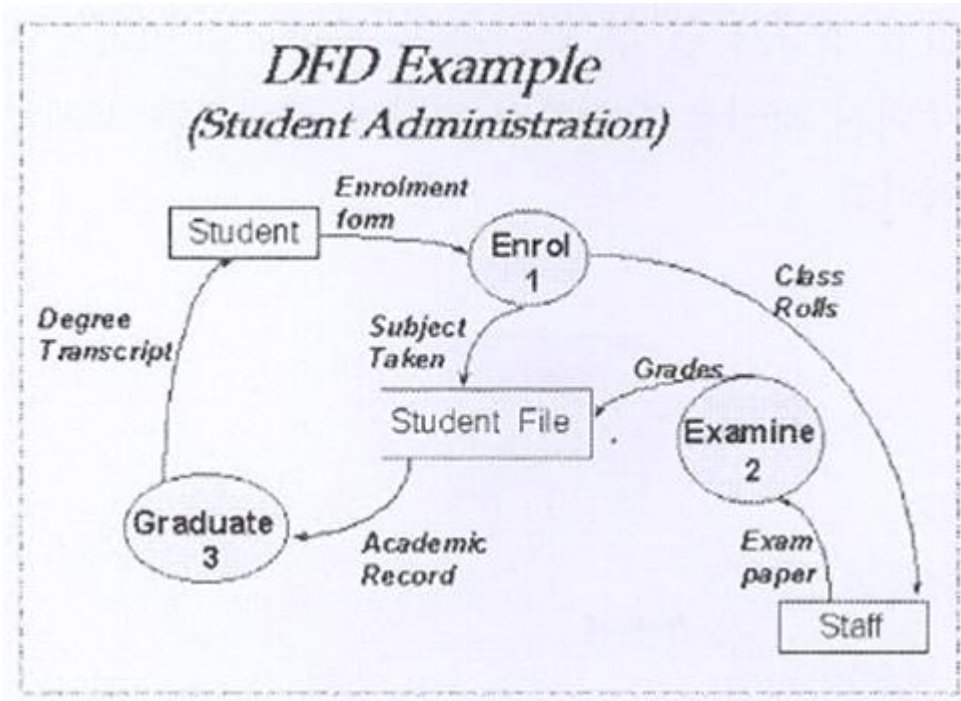 DFD Example
(Student Administration)
Enrolment
form
Student
Enrol
1
Class
Rolls
Degree
Transcript
Subject
Taken
Grades
Student File
Examine
2
Graduate
3
Academic
Record
Exam
paper
Staff